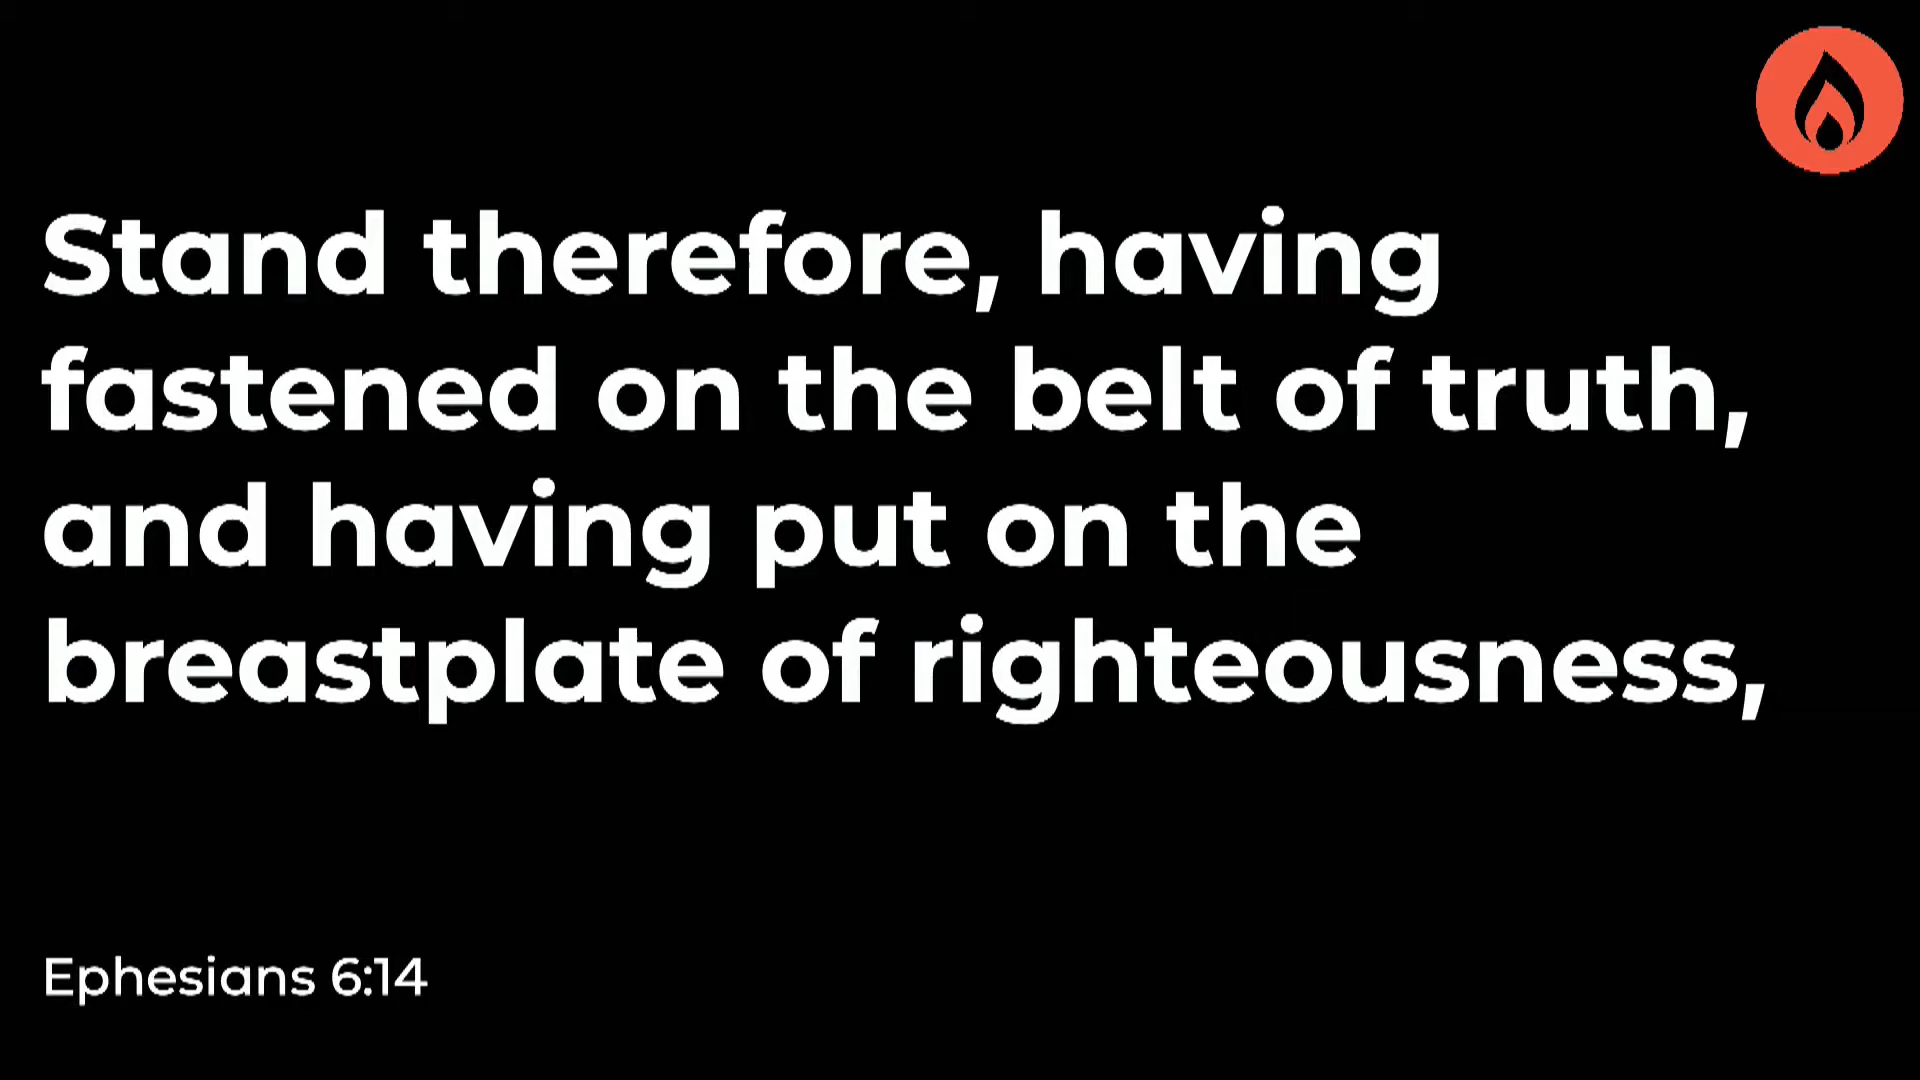 Stand therefore, having
fastened on the belt of truth,
and having put on the
breastplate of righteousness,
Ephesians 6:14